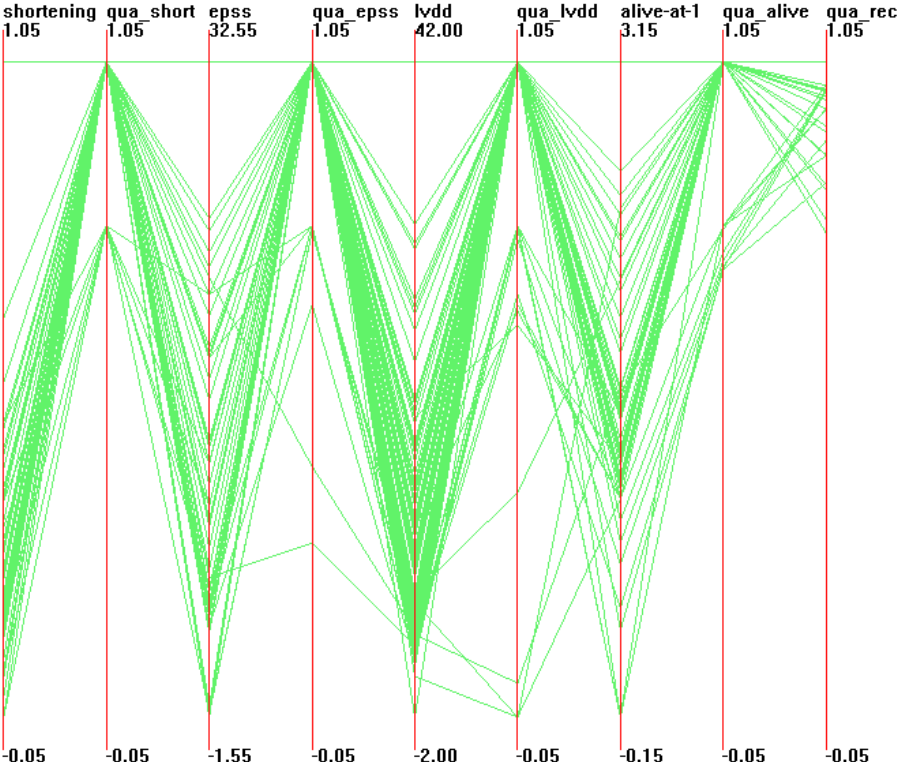 shortening qua_short epss qua_epss lvdd qua_lvdd alive-at-1 qua_alive qua_rec
1.05 1.05 32.55 1.05 42.00 1.05 3.15 1.05 1.05
-0.05 -0.05 -1.55 -0.05 -2.00 -0.05 -0.15 -0.05 -0.05